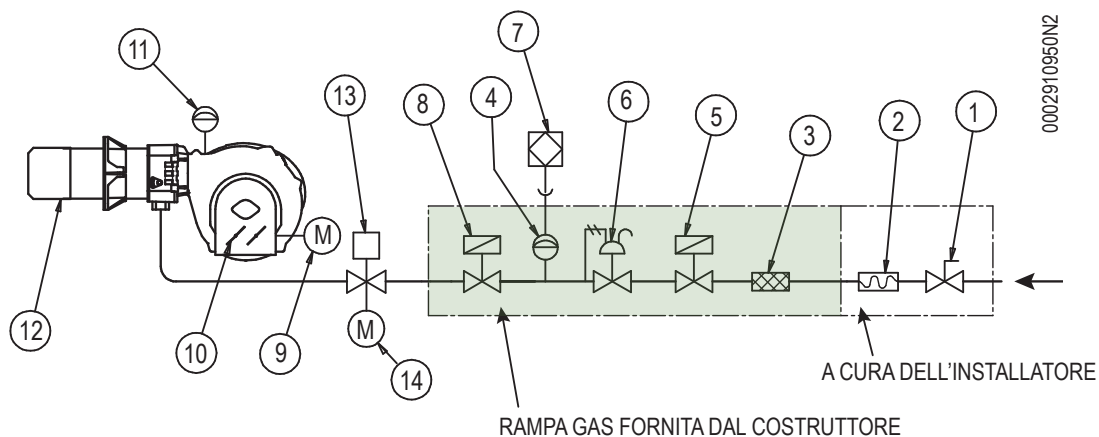 7
11
13
8
4
6
5
3
2
1
0002910950N2
M
M
12
10
9
14
A CURA DELL'INSTALLATORE
RAMPA GAS FORNITA DAL COSTRUTTORE